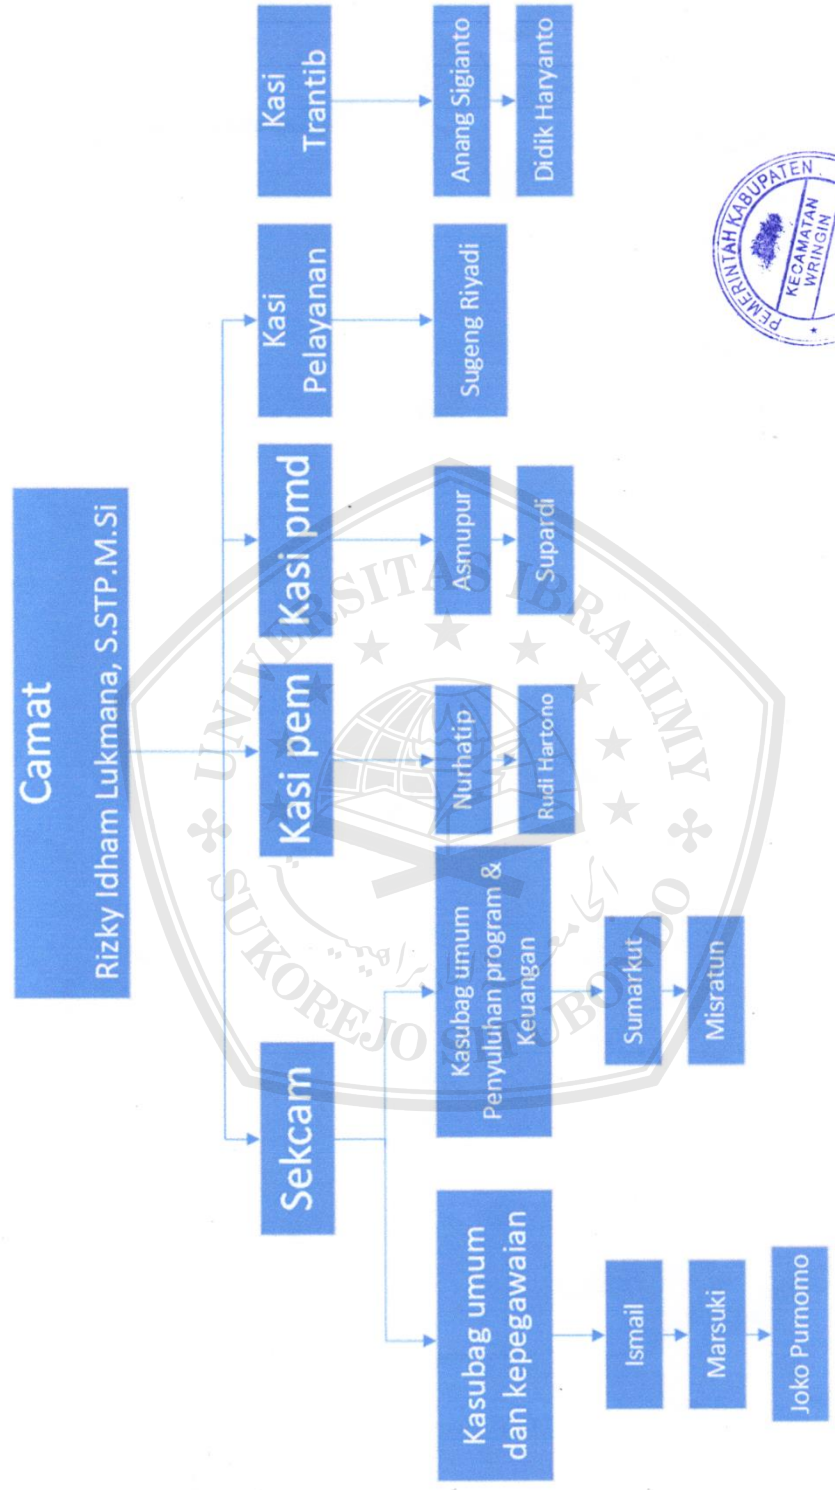 Camat
Rizky Idham Lukmana, S.STP.M.Si
Sekcam
Kasi pem
Kasi pmd
Kasi
Pelayanan
Kasi
Trantib
Kasubag umum
dan kepegawaian
Kasubag umum
Penyuluhan program &
Keuangan
Nurhatip
Asmupur
Sugeng Riyadi
Anang Sigianto
Rudi Hartono
Supardi
Didik Haryanto
Ismail
Sumarkut
Marsuki
Misratun
Joko Purnomo
PEMERINTAH KABUPATEN
KECAMATAN
WRINGIN
UNIVERSITAS IBRAHIMY
SUKOREJO SITUBONDO